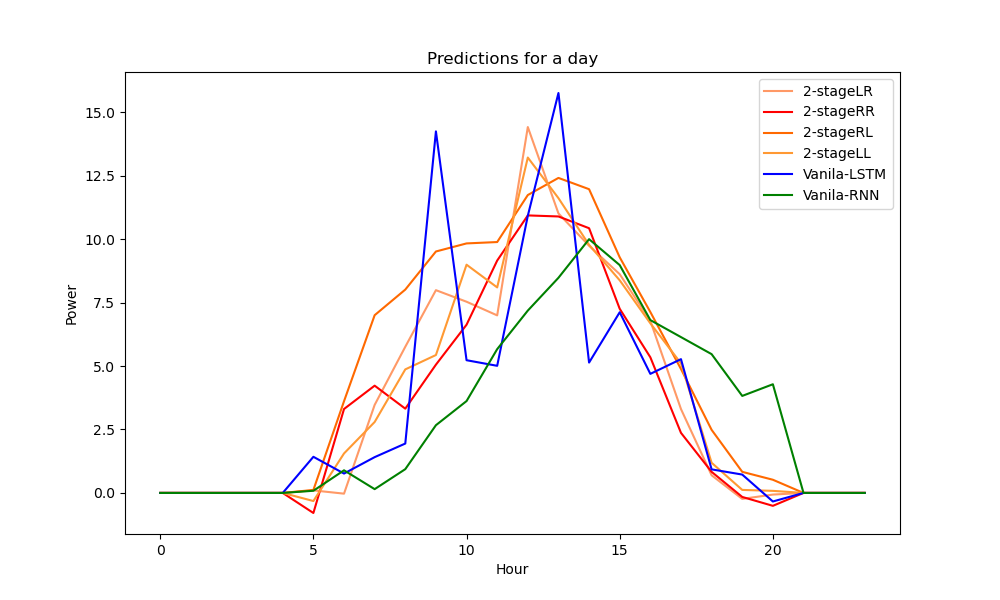 Predictions for a day
2-stageLR
2-stageRR
2-stageRL
2-stageLL
Vanila-LSTM
Vanila-RNN
Power
15.0
12.5
10.0
7.5
5.0
2.5
0.0
0 5 10 15 20
Hour